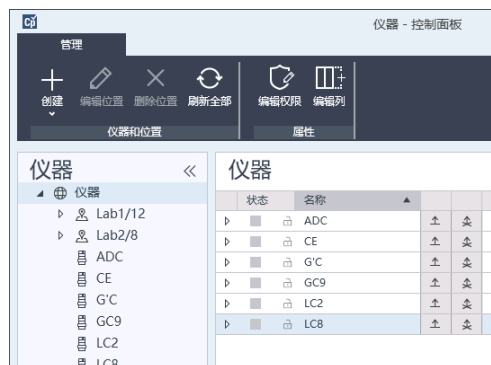 仪器 - 控制面板
管理
创建
编辑位置
删除位置
刷新全部
编辑权限
编辑列
仪器和位置
属性
仪器
仪器
Lab1/12
Lab2/8
ADC
CE
G'C
GC9
LC2
LC8
仪器
状态 名称
ADC
CE
G'C
GC9
LC2
LC8